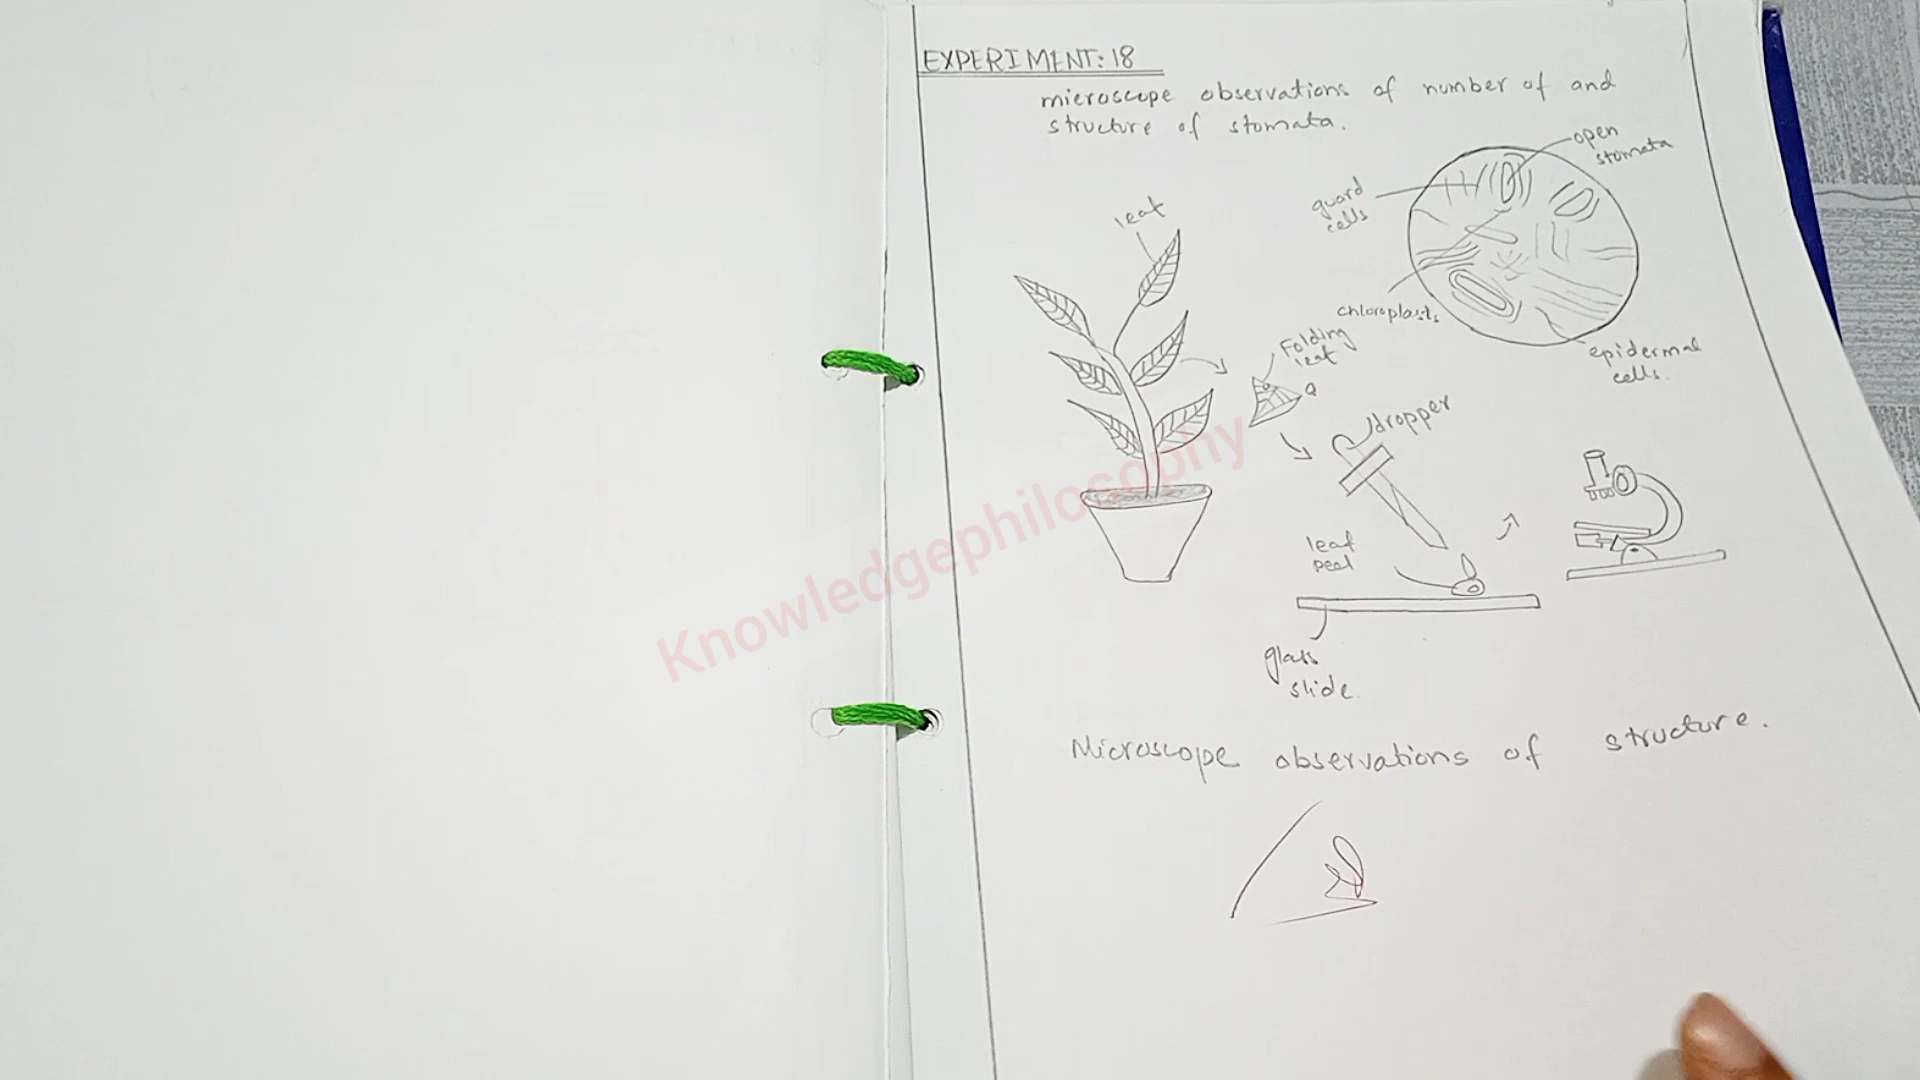 EXPERIMENT: 18
microscope observations of number of and
structure of stomata.
open
stomata
guard
cells
leaf
chloroplasts
epidermal
cells.
Folding
leaf
dropper
leaf
peel
glass
slide.
Microscope observations of structure.
Knowledgephilosophy